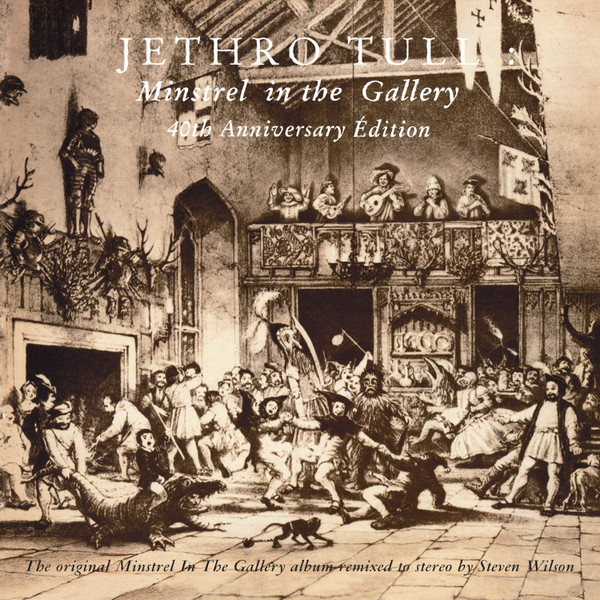 JETHRO TULL :
Minstrel in the Gallery
40th Anniversary Édition
The original Minstrel In The Gallery album remixed to stereo by Steven Wilson